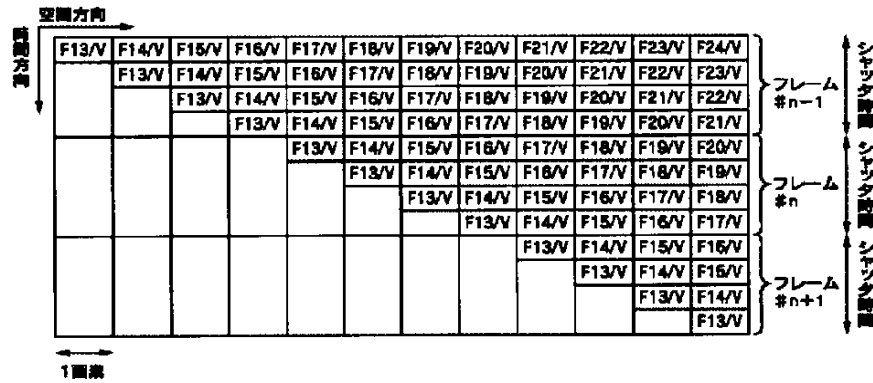 空間方向
時間方向
F13/V F14/V F15/V F16/V F17/V F18/V F19/V F20/V F21/V F22/V F23/V F24/V
F13/V F14/V F15/V F16/V F17/V F18/V F19/V F20/V F21/V F22/V F23/V
F13/V F14/V F15/V F16/V F17/V F18/V F19/V F20/V F21/V F22/V
F13/V F14/V F15/V F16/V F17/V F18/V F19/V F20/V F21/V
フレーム
#n-1
シャッタ時間
F13/V F14/V F15/V F16/V F17/V F18/V F19/V F20/V
F13/V F14/V F15/V F16/V F17/V F18/V F19/V
F13/V F14/V F15/V F16/V F17/V F18/V
F13/V F14/V F15/V F16/V F17/V
フレーム
#n
シャッタ時間
F13/V F14/V F15/V F16/V
F13/V F14/V F15/V
F13/V F14/V
F13/V
フレーム
#n+1
シャッタ時間
1画素